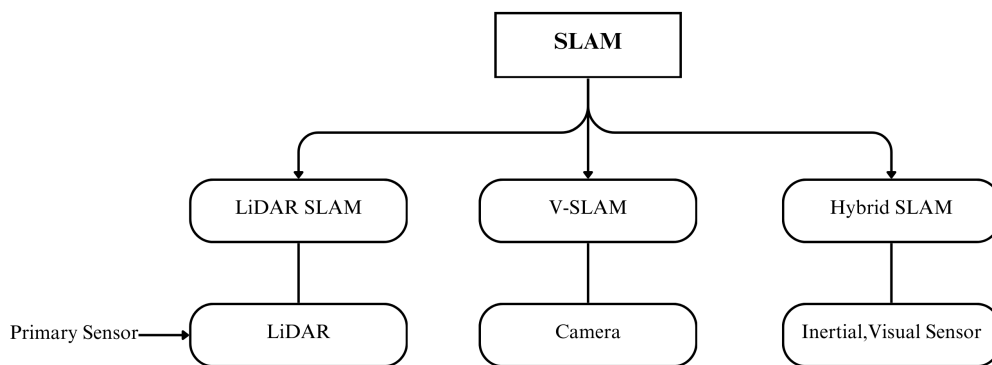 SLAM
LiDAR SLAM
V-SLAM
Hybrid SLAM
Primary Sensor
LiDAR
Camera
Inertial,Visual Sensor